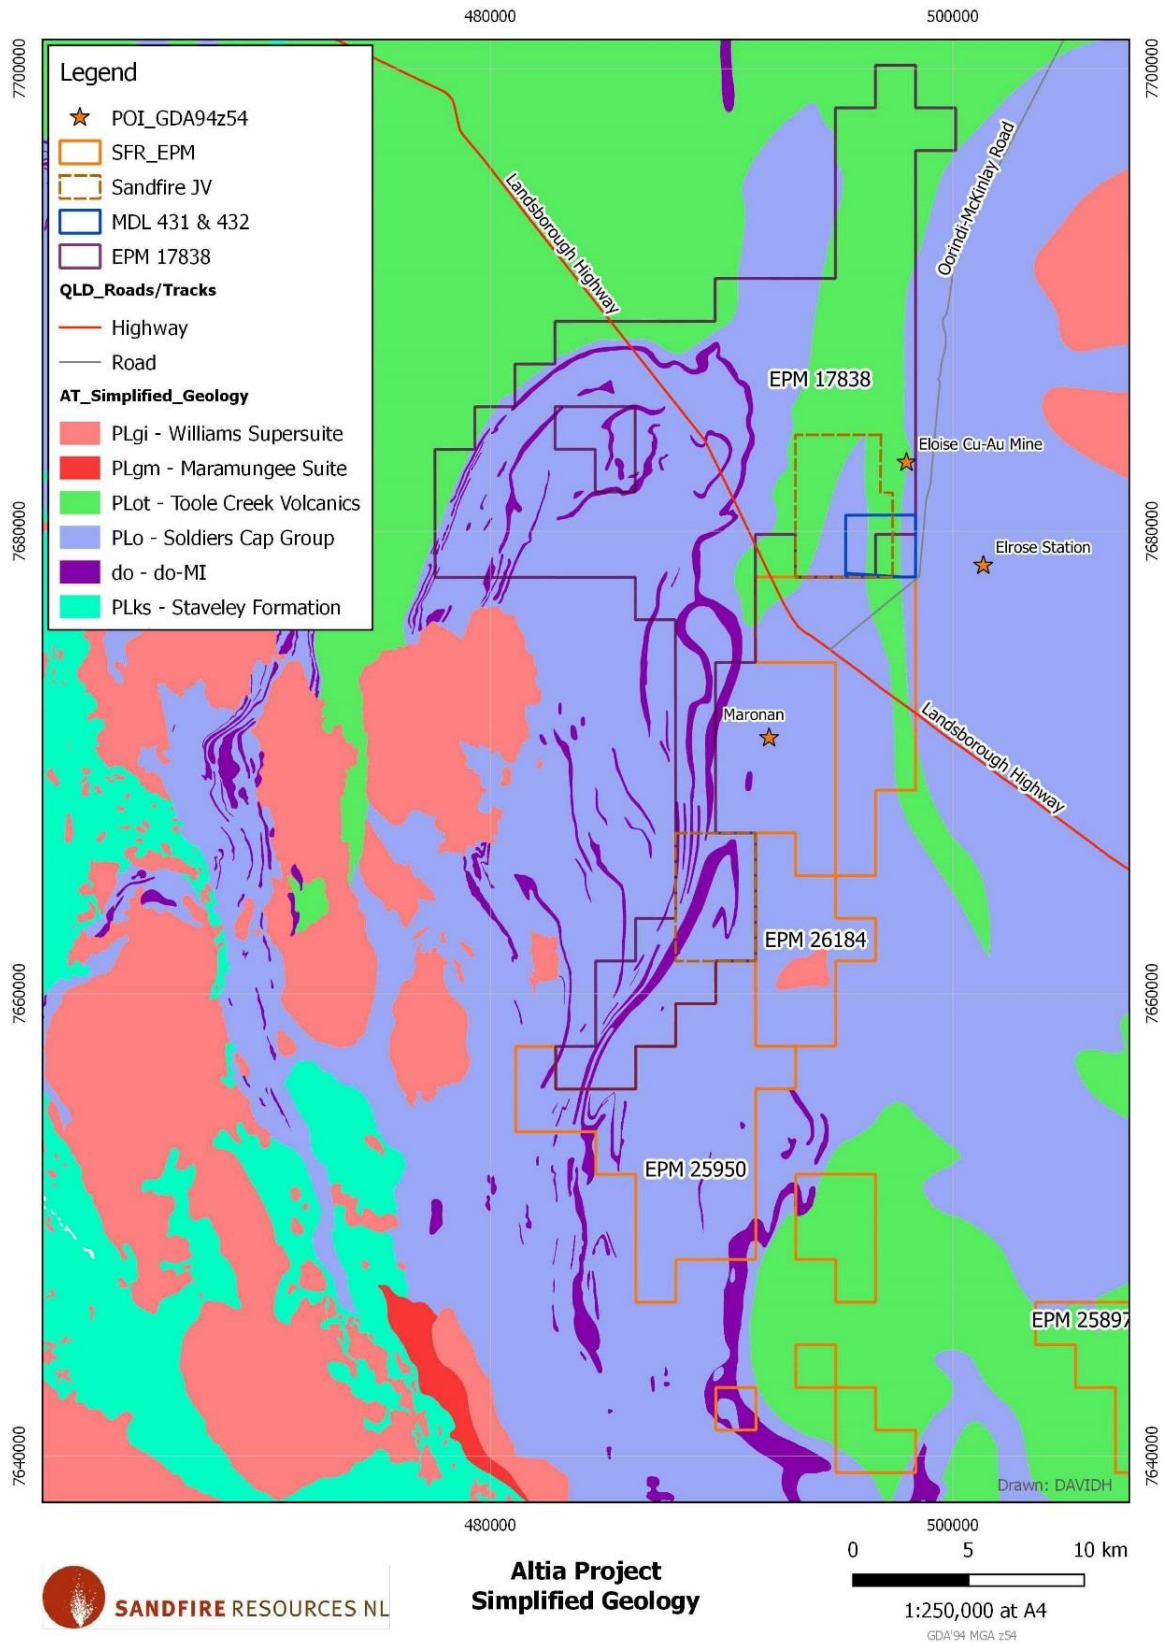 480000
500000
7700000
7700000
Legend
POI_GDA94z54
SFR_EPM
Sandfire JV
MDL 431 & 432
EPM 17838
QLD_Roads/Tracks
Highway
Road
AT_Simplified_Geology
PLgi - Williams Supersuite
PLgm - Maramungee Suite
PLot - Toole Creek Volcanics
PLo - Soldiers Cap Group
do - do-MI
PLks - Staveley Formation
Landsborough Highway
Oorindi-McKinlay Road
EPM 17838
Eloise Cu-Au Mine
7680000
7680000
Elrose Station
Maronan
Landsborough Highway
EPM 26184
7660000
7660000
EPM 25950
EPM 25897
7640000
7640000
Drawn: DAVIDH
480000
500000
SANDFIRE RESOURCES NL
Altia Project
Simplified Geology
0 5 10 km
1:250,000 at A4
GDA'94 MGA z54